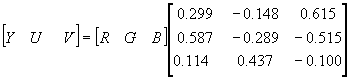 [Y U V] = [R G B] [0.299 -0.148 0.615
0.587 -0.289 -0.515
0.114 0.437 -0.100]